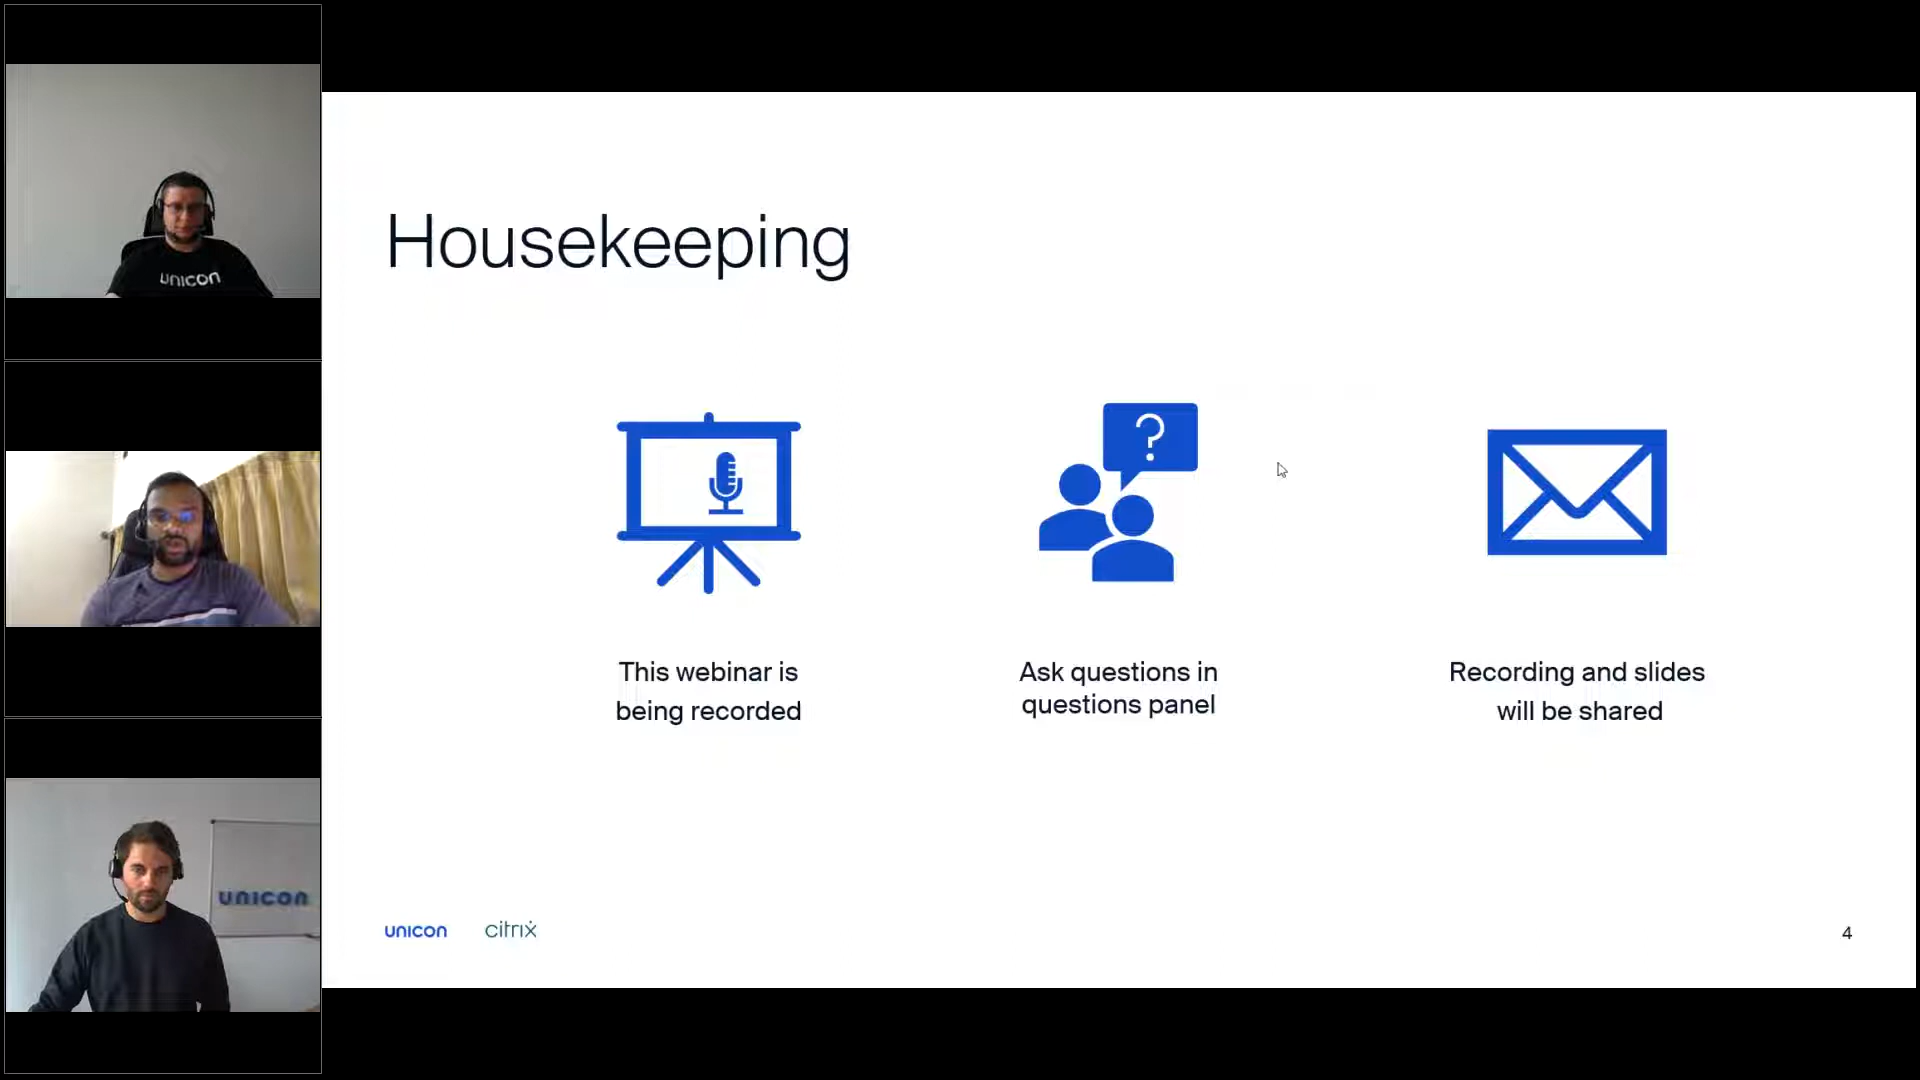 unicon
UNICON
Housekeeping
?
This webinar is
being recorded
Ask questions in
questions panel
Recording and slides
will be shared
unicon
citrix
4